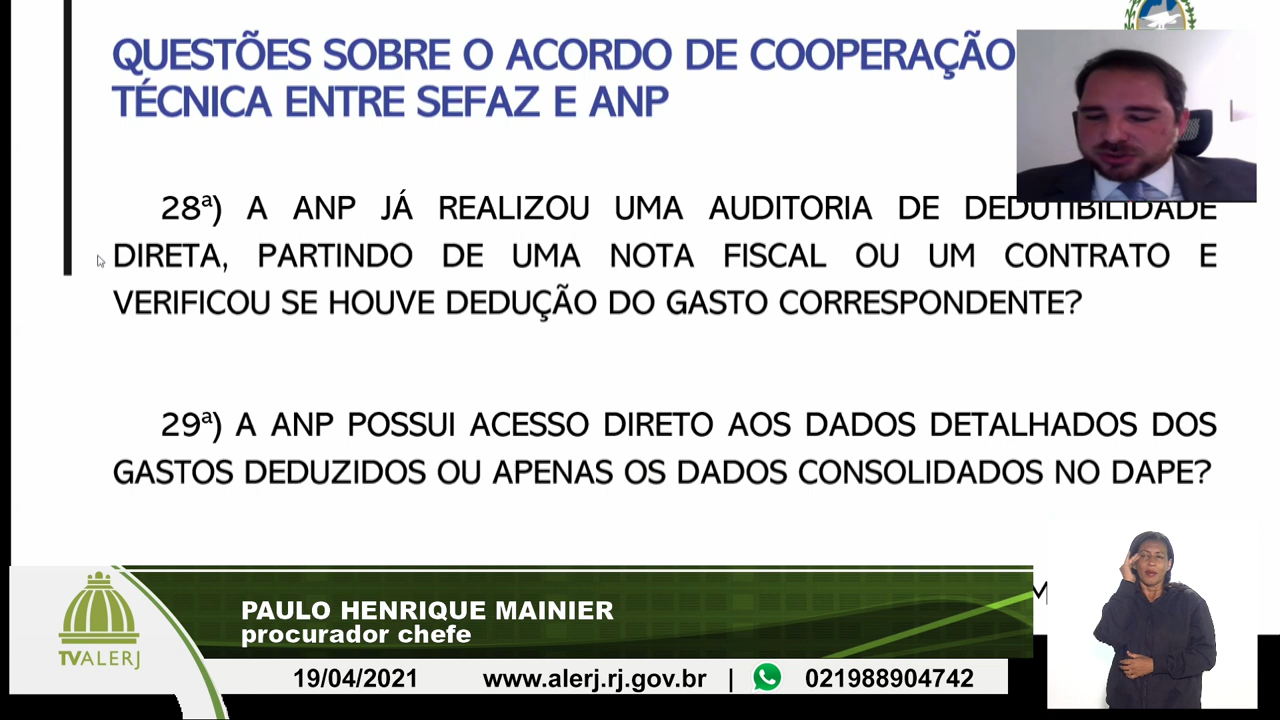 QUESTÕES SOBRE O ACORDO DE COOPERAÇÃO
TÉCNICA ENTRE SEFAZ E ANP
28ª) A ANP JÁ REALIZOU UMA AUDITORIA DE DEDUTIBILIDADE
DIRETA, PARTINDO DE UMA NOTA FISCAL OU UM CONTRATO E
VERIFICOU SE HOUVE DEDUÇÃO DO GASTO CORRESPONDENTE?
29ª) A ANP POSSUI ACESSO DIRETO AOS DADOS DETALHADOS DOS
GASTOS DEDUZIDOS OU APENAS OS DADOS CONSOLIDADOS NO DAPE?
PAULO HENRIQUE MAINIER
procurador chefe
TVALERJ
19/04/2021 www.alerj.rj.gov.br | 021988904742